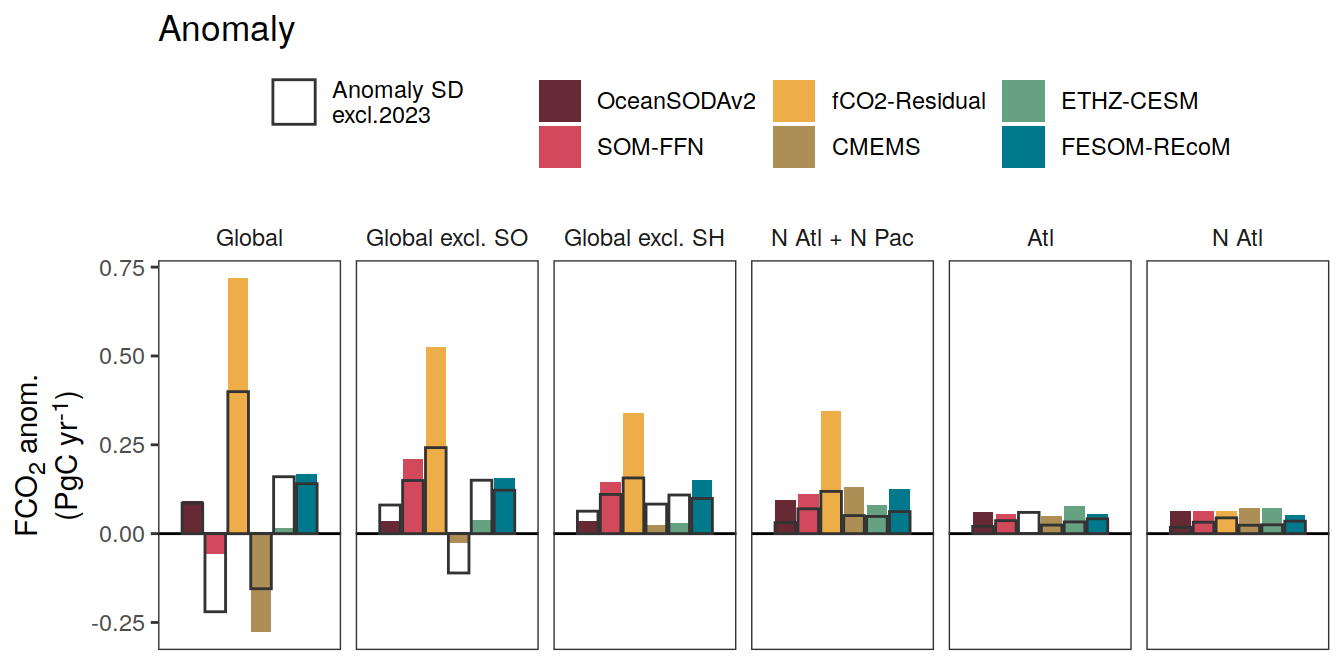 Anomaly
Anomaly SD
excl.2023
OceanSODAv2
fCO2-Residual
ETHZ-CESM
SOM-FFN
CMEMS
FESOM-REcoM
Global
Global excl. SO
Global excl. SH
N Atl + N Pac
Atl
N Atl
FCO₂ anom.
(PgC yr⁻¹)
0.75
0.50
0.25
0.00
-0.25